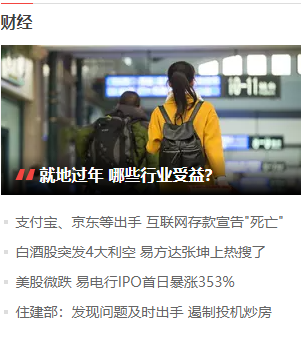 财经
10-11
就地过年 哪些行业受益?
支付宝、京东等出手 互联网存款宣告"死亡"
白酒股突发4大利空 易方达张坤上热搜了
美股微跌 易电行IPO首日暴涨353%
住建部：发现问题及时出手 遏制投机炒房